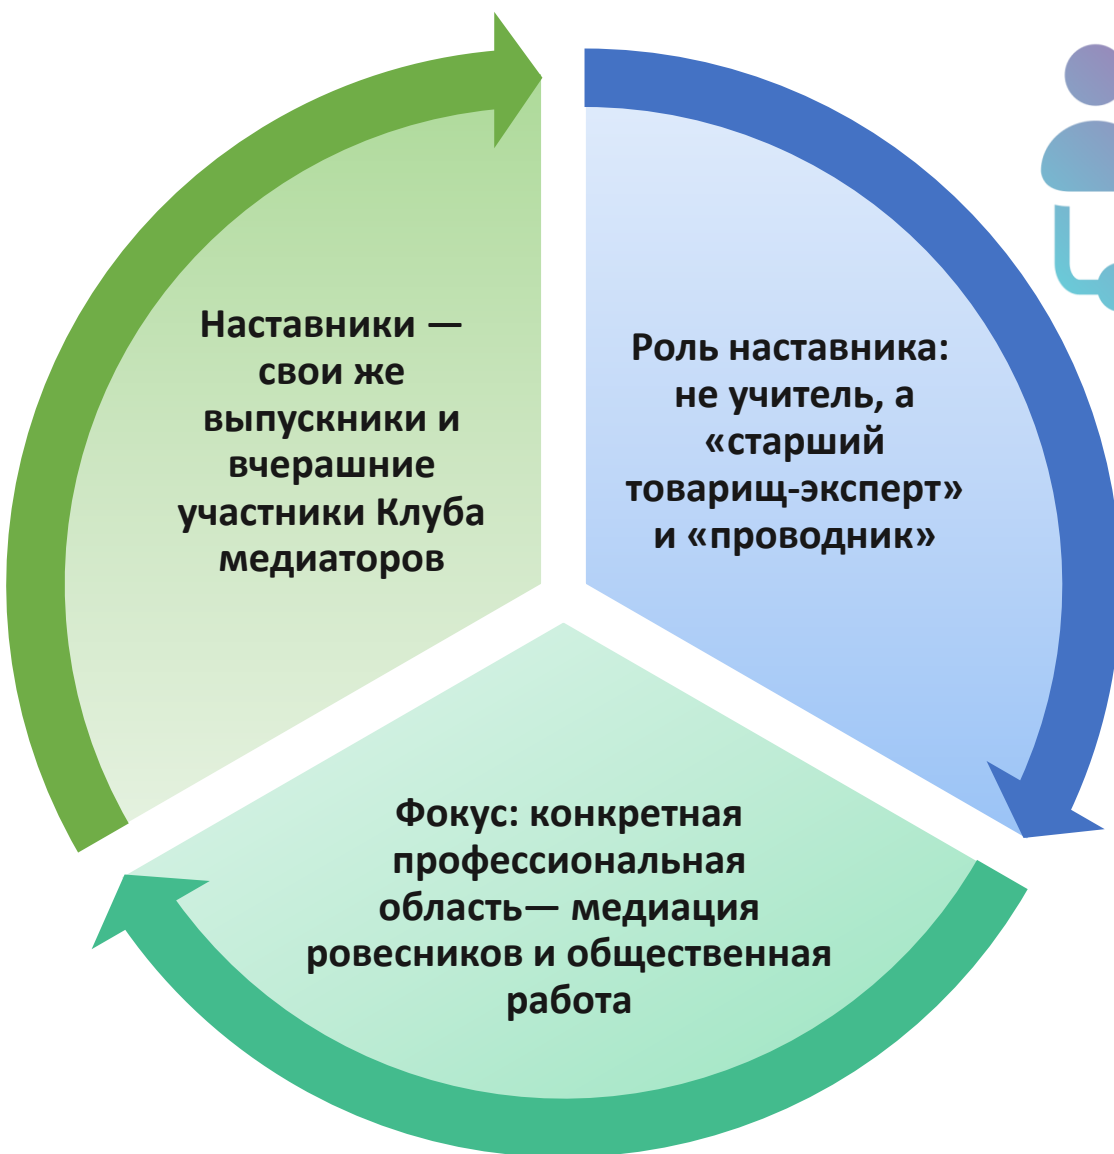 Наставники —
свои же
выпускники и
вчерашние
участники Клуба
медиаторов
Роль наставника:
не учитель, а
«старший
товарищ-эксперт»
и «проводник»
Фокус: конкретная
профессиональная
область— медиация
ровесников и общественная
работа